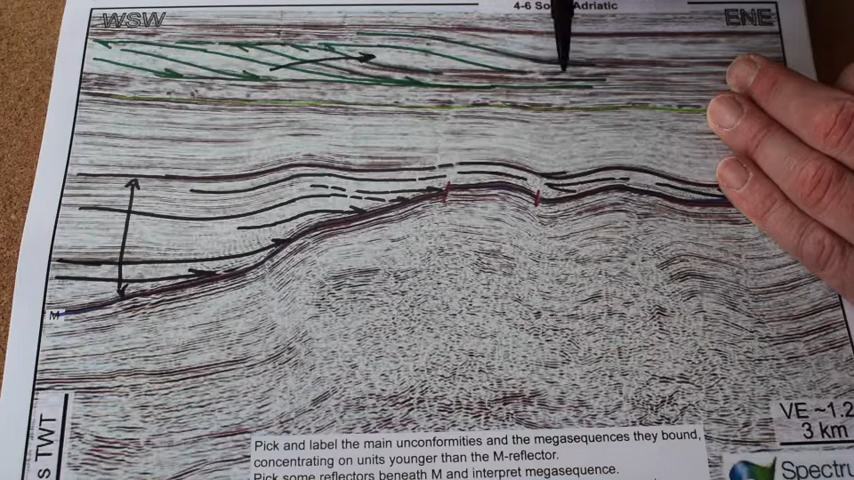 WSW
4-6 So Adriatic
ENE
M
s TWT
VE ~1.2
3 km
Pick and label the main unconformities and the megasequences they bound,
concentrating on units younger than the M-reflector.
Pick some reflectors beneath M and interpret megasequence.
Spectru